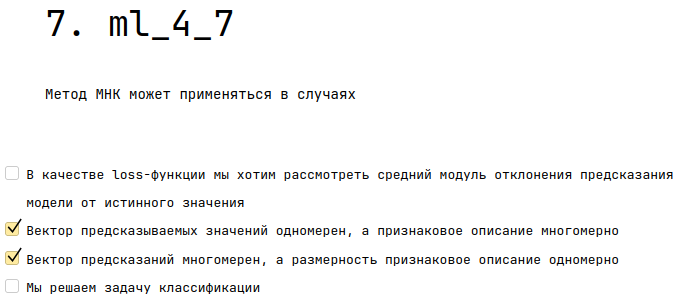 7. ml_4_7
Метод МНК может применяться в случаях
В качестве loss-функции мы хотим рассмотреть средний модуль отклонения предсказания
модели от истинного значения
Вектор предсказываемых значений одномерен, а признаковое описание многомерно
Вектор предсказаний многомерен, а размерность признаковое описание одномерно
Мы решаем задачу классификации